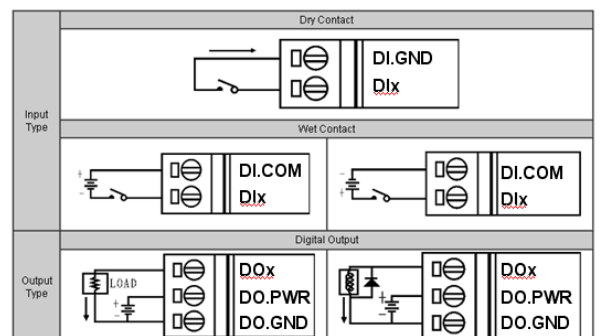 Dry Contact
DI.GND
DIx
Input
Type
Wet Contact
DI.COM
DIx
DI.COM
DIx
Digital Output
Output
Type
LOAD
DOx
DO.PWR
DO.GND
DOx
DO.PWR
DO.GND